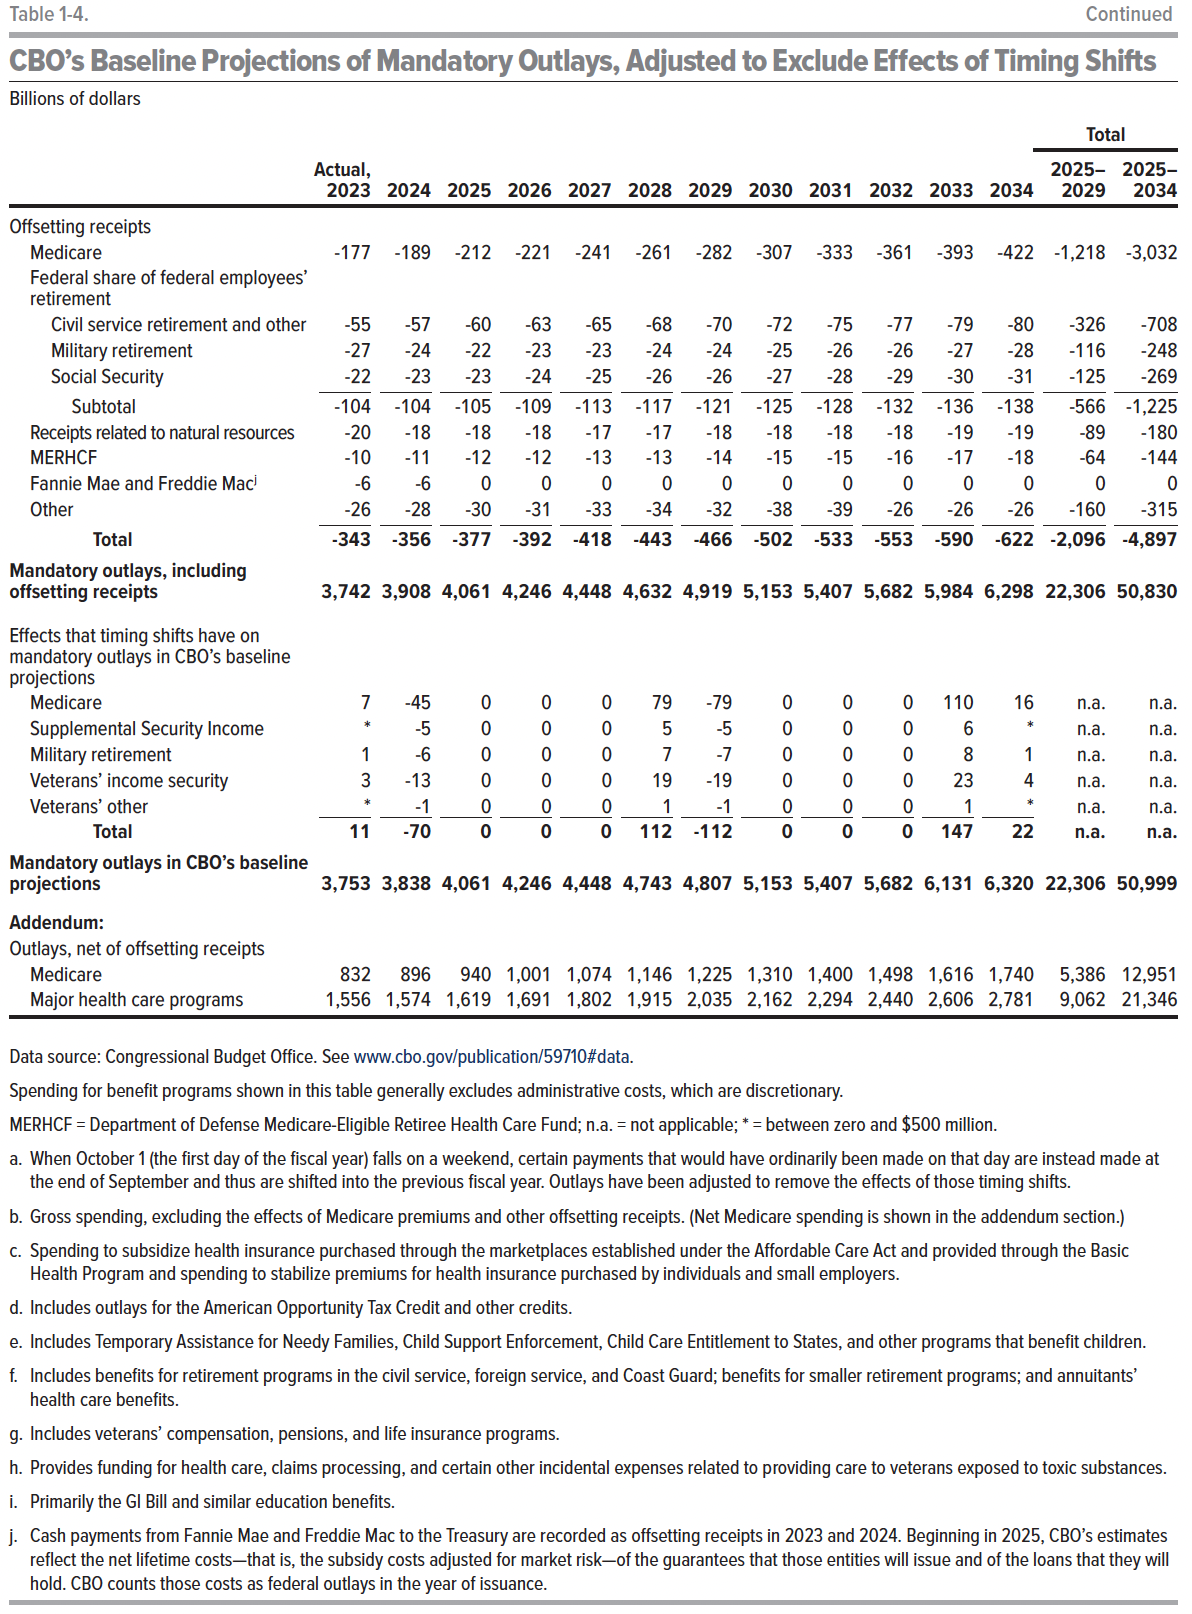 Table 1-4. Continued
CBO’s Baseline Projections of Mandatory Outlays, Adjusted to Exclude Effects of Timing Shifts
Billions of dollars
Total
Actual, 2025– 2025–
2023 2024 2025 2026 2027 2028 2029 2030 2031 2032 2033 2034 2029 2034
Offsetting receipts
Medicare -177 -189 -212 -221 -241 -261 -282 -307 -333 -361 -393 -422 -1,218 -3,032
Federal share of federal employees’
retirement
Civil service retirement and other -55 -57 -60 -63 -65 -68 -70 -72 -75 -77 -79 -80 -326 -708
Military retirement -27 -24 -22 -23 -23 -24 -24 -25 -26 -26 -27 -28 -116 -248
Social Security -22 -23 -23 -24 -25 -26 -26 -27 -28 -29 -30 -31 -125 -269
Subtotal -104 -104 -105 -109 -113 -117 -121 -125 -128 -132 -136 -138 -566 -1,225
Receipts related to natural resources -20 -18 -18 -18 -17 -17 -18 -18 -18 -18 -19 -19 -89 -180
MERHCF -10 -11 -12 -12 -13 -13 -14 -15 -15 -16 -17 -18 -64 -144
Fannie Mae and Freddie Macʲ -6 -6 0 0 0 0 0 0 0 0 0 0 0 0
Other -26 -28 -30 -31 -33 -34 -32 -38 -39 -26 -26 -26 -160 -315
Total -343 -356 -377 -392 -418 -443 -466 -502 -533 -553 -590 -622 -2,096 -4,897
Mandatory outlays, including
offsetting receipts 3,742 3,908 4,061 4,246 4,448 4,632 4,919 5,153 5,407 5,682 5,984 6,298 22,306 50,830
Effects that timing shifts have on
mandatory outlays in CBO’s baseline
projections
Medicare 7 -45 0 0 0 79 -79 0 0 0 110 16 n.a. n.a.
Supplemental Security Income * -5 0 0 0 5 -5 0 0 0 6 * n.a. n.a.
Military retirement 1 -6 0 0 0 7 -7 0 0 0 8 1 n.a. n.a.
Veterans’ income security 3 -13 0 0 0 19 -19 0 0 0 23 4 n.a. n.a.
Veterans’ other * -1 0 0 0 1 -1 0 0 0 1 * n.a. n.a.
Total 11 -70 0 0 0 112 -112 0 0 0 147 22 n.a. n.a.
Mandatory outlays in CBO’s baseline
projections 3,753 3,838 4,061 4,246 4,448 4,743 4,807 5,153 5,407 5,682 6,131 6,320 22,306 50,999
Addendum:
Outlays, net of offsetting receipts
Medicare 832 896 940 1,001 1,074 1,146 1,225 1,310 1,400 1,498 1,616 1,740 5,386 12,951
Major health care programs 1,556 1,574 1,619 1,691 1,802 1,915 2,035 2,162 2,294 2,440 2,606 2,781 9,062 21,346
Data source: Congressional Budget Office. See www.cbo.gov/publication/59710#data.
Spending for benefit programs shown in this table generally excludes administrative costs, which are discretionary.
MERHCF = Department of Defense Medicare-Eligible Retiree Health Care Fund; n.a. = not applicable; * = between zero and $500 million.
a. When October 1 (the first day of the fiscal year) falls on a weekend, certain payments that would have ordinarily been made on that day are instead made at
the end of September and thus are shifted into the previous fiscal year. Outlays have been adjusted to remove the effects of those timing shifts.
b. Gross spending, excluding the effects of Medicare premiums and other offsetting receipts. (Net Medicare spending is shown in the addendum section.)
c. Spending to subsidize health insurance purchased through the marketplaces established under the Affordable Care Act and provided through the Basic
Health Program and spending to stabilize premiums for health insurance purchased by individuals and small employers.
d. Includes outlays for the American Opportunity Tax Credit and other credits.
e. Includes Temporary Assistance for Needy Families, Child Support Enforcement, Child Care Entitlement to States, and other programs that benefit children.
f. Includes benefits for retirement programs in the civil service, foreign service, and Coast Guard; benefits for smaller retirement programs; and annuitants’
health care benefits.
g. Includes veterans’ compensation, pensions, and life insurance programs.
h. Provides funding for health care, claims processing, and certain other incidental expenses related to providing care to veterans exposed to toxic substances.
i. Primarily the GI Bill and similar education benefits.
j. Cash payments from Fannie Mae and Freddie Mac to the Treasury are recorded as offsetting receipts in 2023 and 2024. Beginning in 2025, CBO’s estimates
reflect the net lifetime costs—that is, the subsidy costs adjusted for market risk—of the guarantees that those entities will issue and of the loans that they will
hold. CBO counts those costs as federal outlays in the year of issuance.